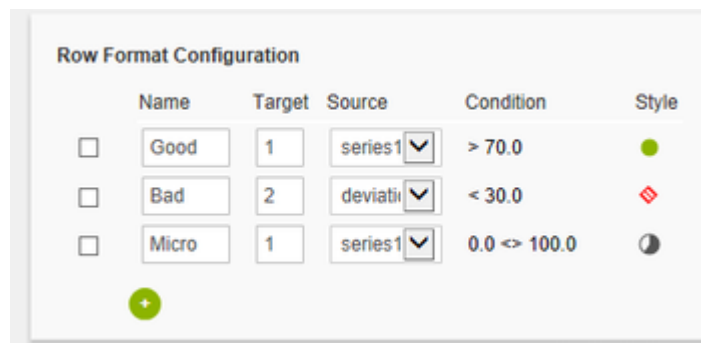 Row Format Configuration
Name Target Source Condition Style
Good 1 series1 > 70.0
Bad 2 deviati < 30.0
Micro 1 series1 0.0 <> 100.0
+